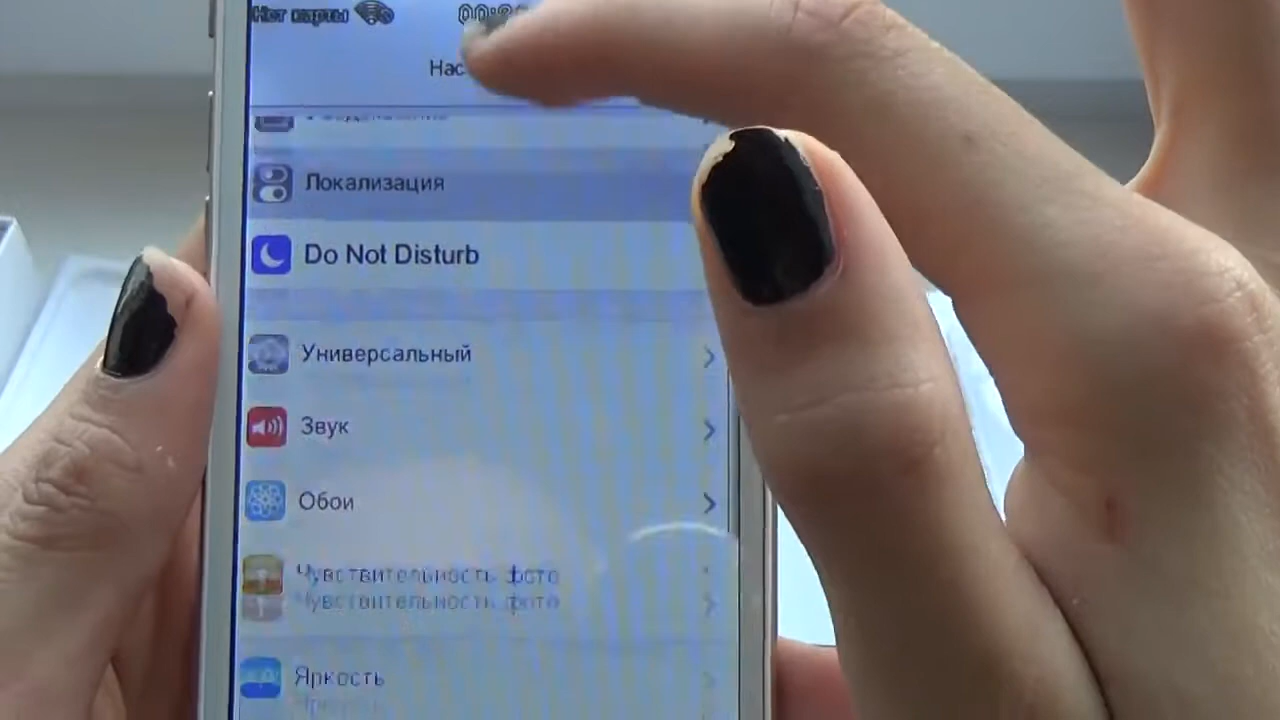 Нет карты
Локализация
Do Not Disturb
Универсальный
Звук
Обои
Чувствительность фото
Чувствительность фото
Яркость